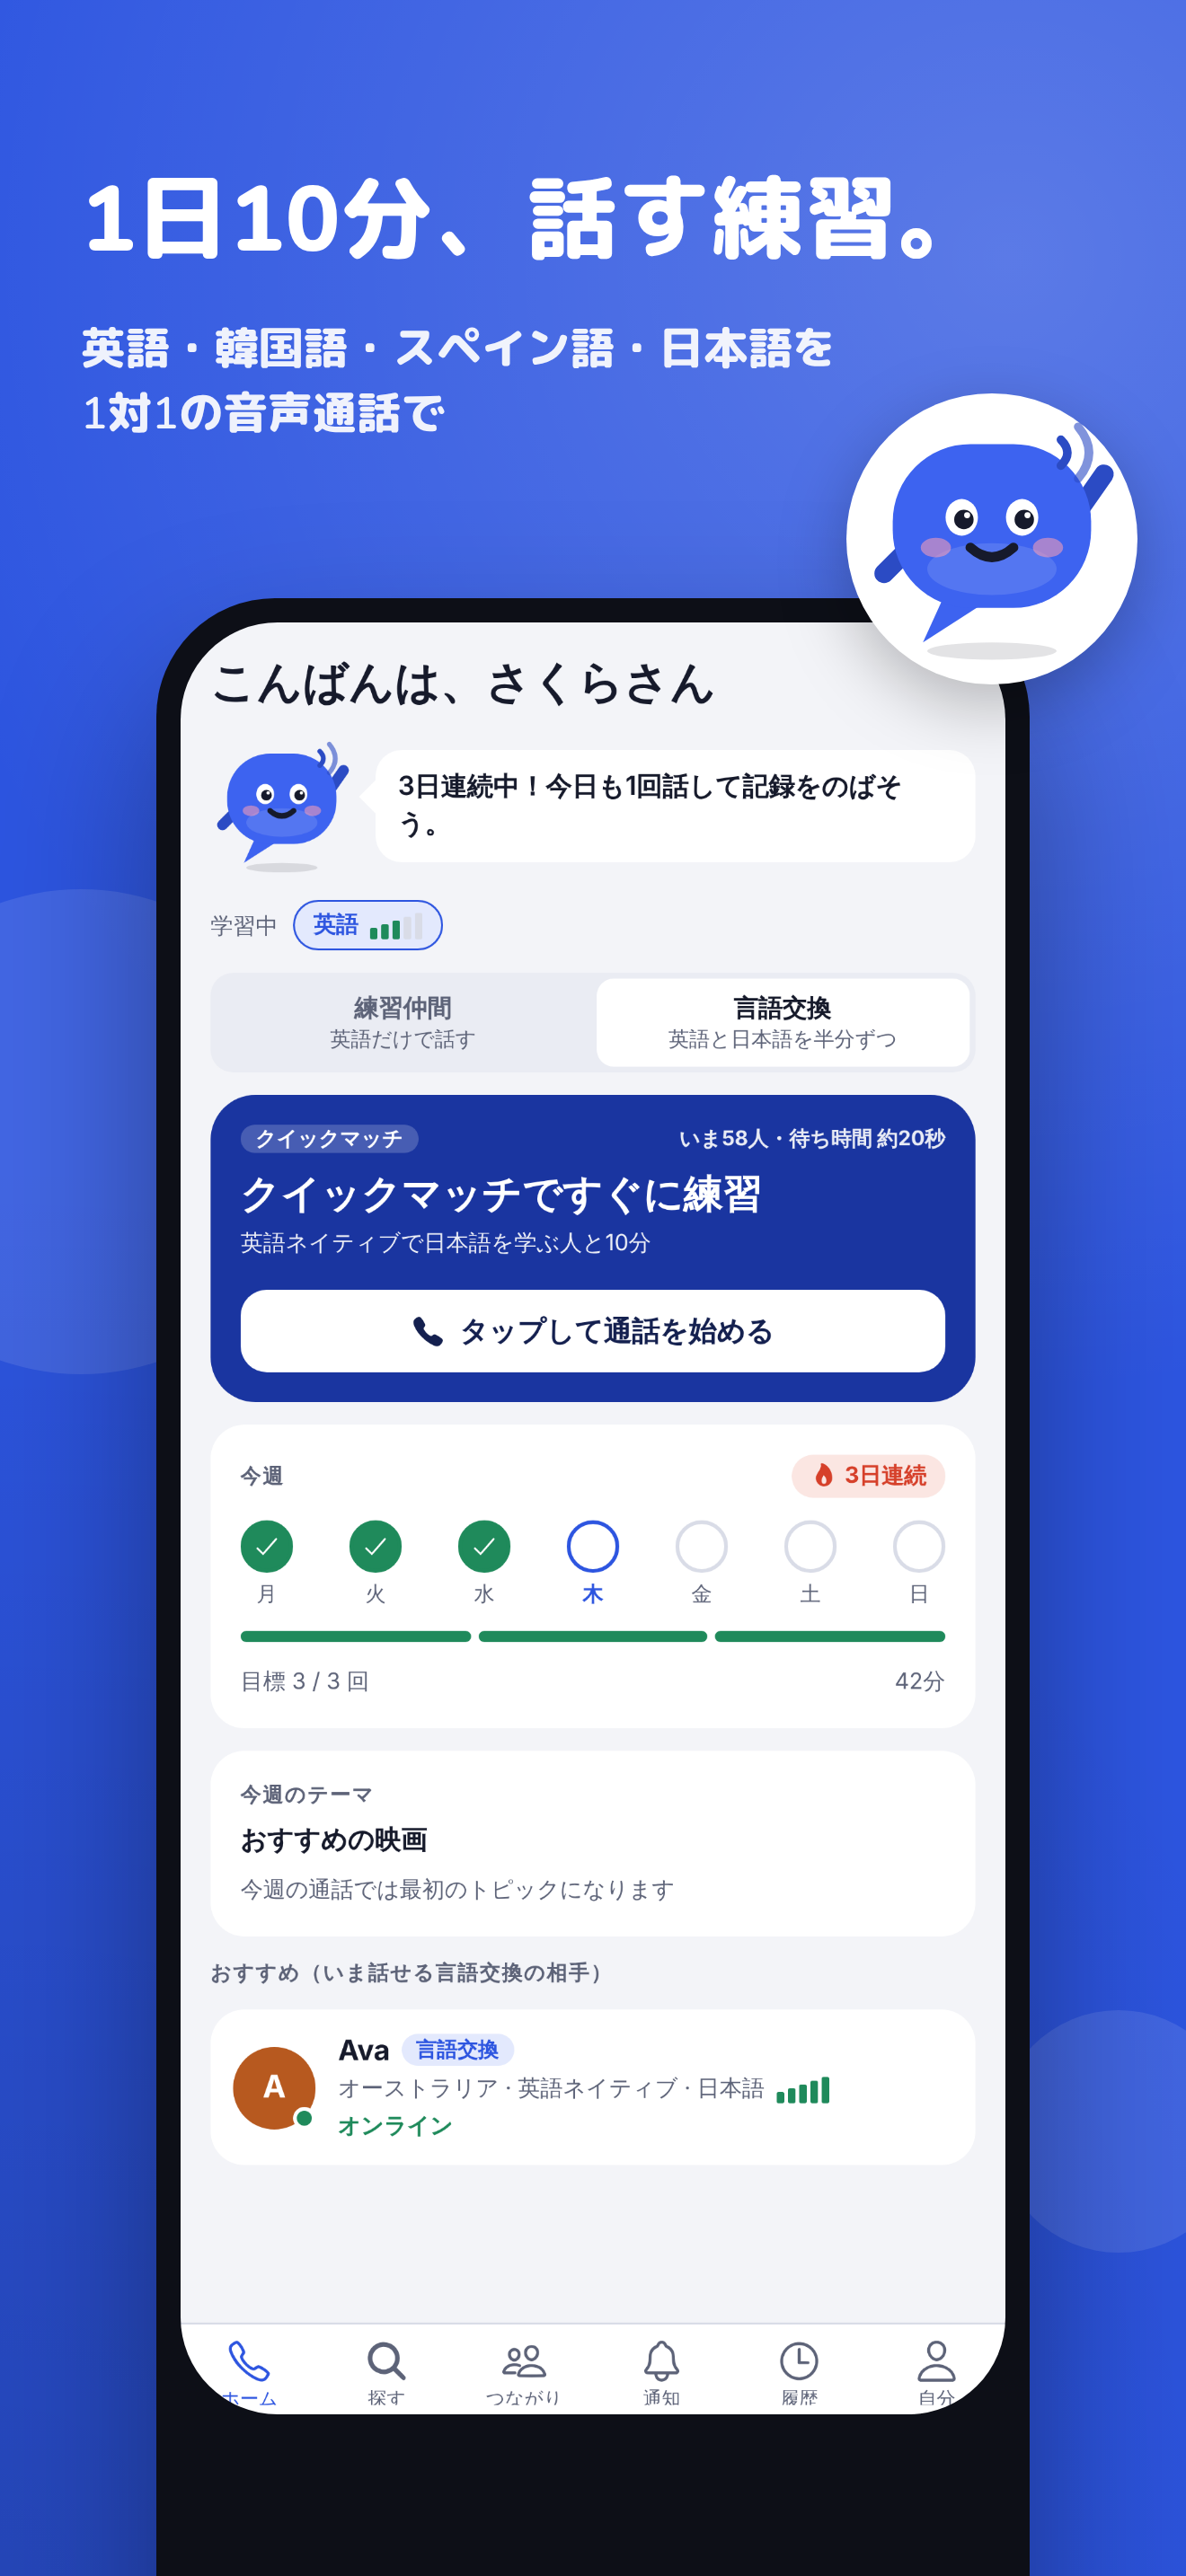 1日10分、話す練習。
英語・韓国語・スペイン語・日本語を
1対1の音声通話で
こんばんは、さくらさん
3日連続中！今日も1回話して記録をのばそ
う。
学習中 英語
練習仲間
英語だけで話す
言語交換
英語と日本語を半分ずつ
クイックマッチ
いま58人・待ち時間 約20秒
クイックマッチですぐに練習
英語ネイティブで日本語を学ぶ人と10分
タップして通話を始める
今週
3日連続
月 火 水 木 金 土 日
目標 3 / 3 回
42分
今週のテーマ
おすすめの映画
今週の通話では最初のトピックになります
おすすめ（いま話せる言語交換の相手）
A
Ava 言語交換
オーストラリア · 英語ネイティブ · 日本語
オンライン
ホーム 探す つながり 通知 履歴 自分